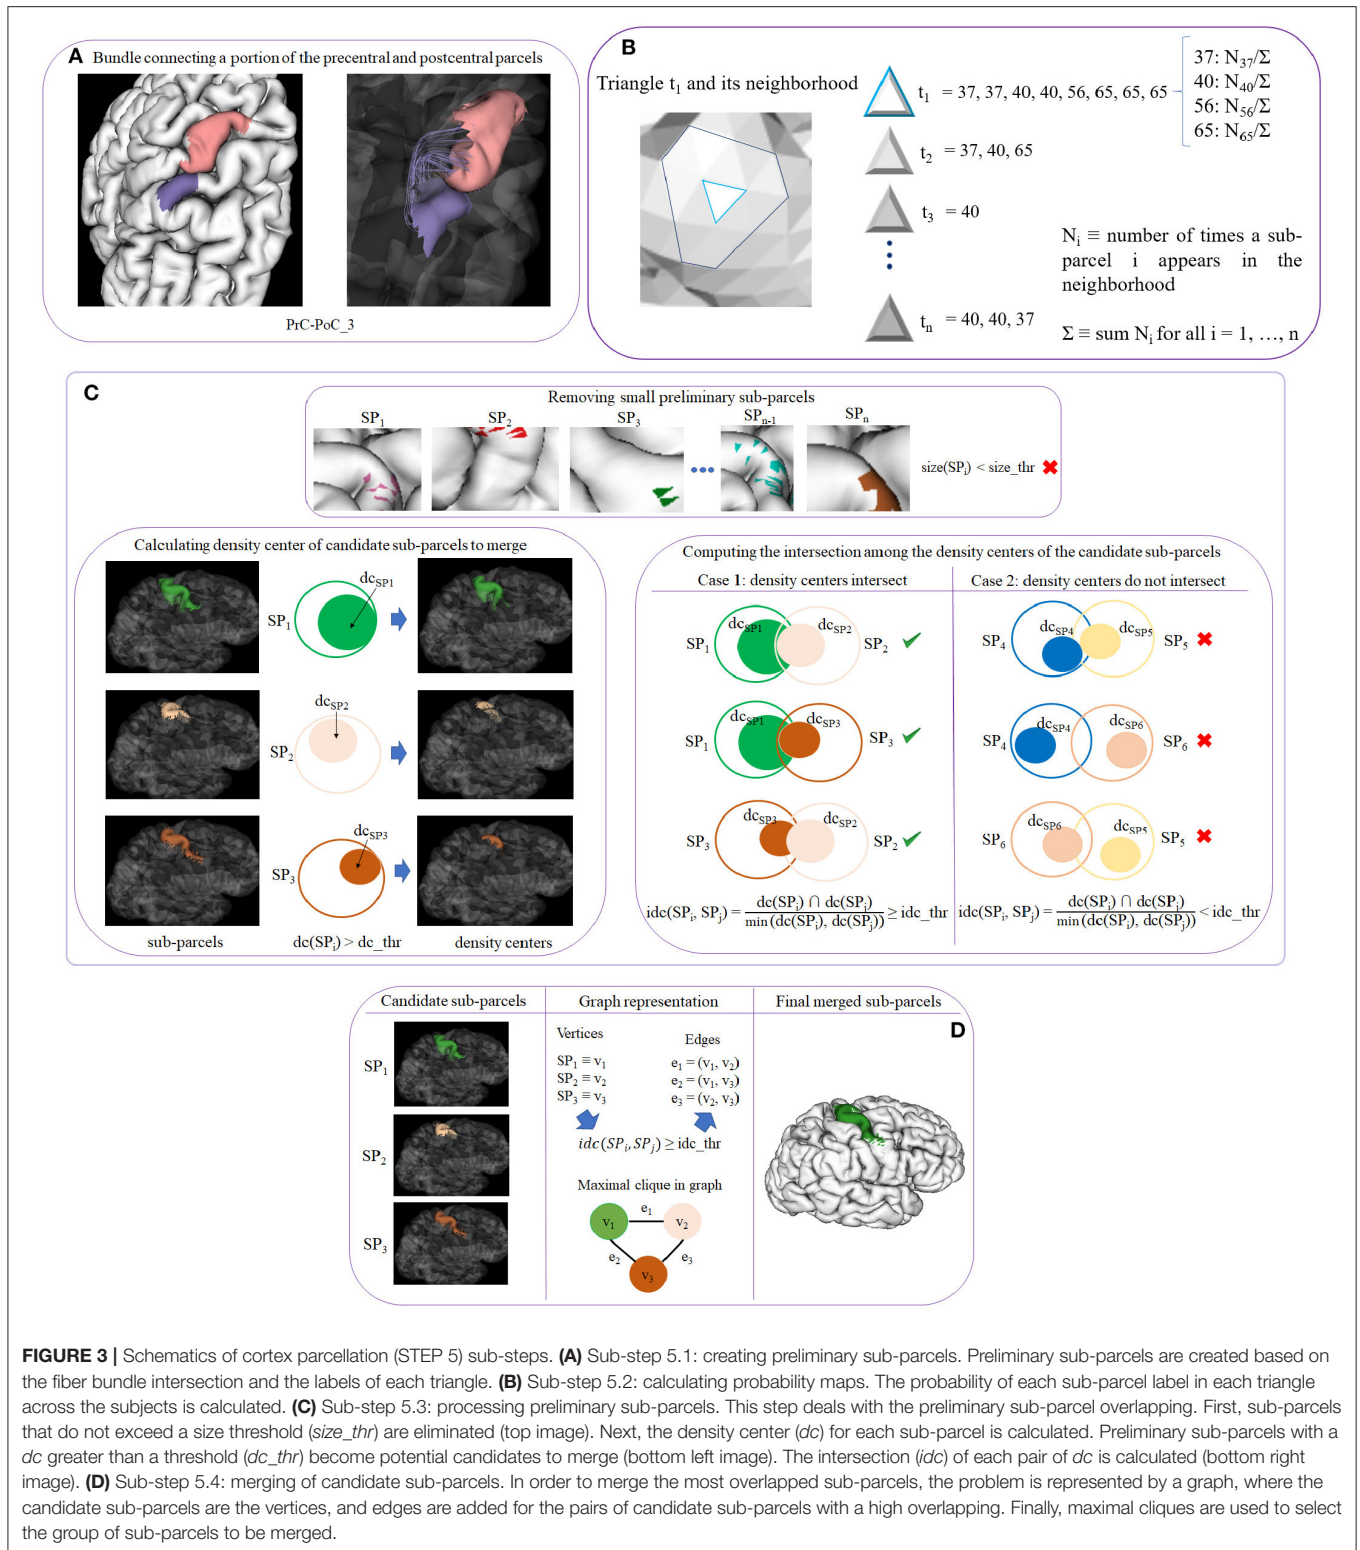 A Bundle connecting a portion of the precentral and postcentral parcels
PrC-PoC_3
B
Triangle t1 and its neighborhood
t1 = 37, 37, 40, 40, 56, 65, 65, 65
37: N37/Σ
40: N40/Σ
56: N56/Σ
65: N65/Σ
t2 = 37, 40, 65
t3 = 40
tn = 40, 40, 37
Ni ≡ number of times a sub-
parcel i appears in the
neighborhood
Σ ≡ sum Ni for all i = 1, …, n
C
Removing small preliminary sub-parcels
SP1 SP2 SP3 SPn-1 SPn
size(SPi) < size_thr
Calculating density center of candidate sub-parcels to merge
dcSP1
SP1
dcSP2
SP2
dcSP3
SP3
sub-parcels dc(SPi) > dc_thr density centers
Computing the intersection among the density centers of the candidate sub-parcels
Case 1: density centers intersect
SP1 dcSP1 dcSP2 SP2
SP1 dcSP1 dcSP3 SP3
SP3 dcSP3 dcSP2 SP2
idc(SPi, SPj) = dc(SPi) ∩ dc(SPj) / min(dc(SPi), dc(SPj)) ≥ idc_thr
Case 2: density centers do not intersect
SP4 dcSP4 dcSP5 SP5
SP4 dcSP4 dcSP6 SP6
SP6 dcSP6 dcSP5 SP5
idc(SPi, SPj) = dc(SPi) ∩ dc(SPj) / min(dc(SPi), dc(SPj)) < idc_thr
D
Candidate sub-parcels
SP1
SP2
SP3
Graph representation
Vertices Edges
SP1 ≡ v1 e1 = (v1, v2)
SP2 ≡ v2 e2 = (v1, v3)
SP3 ≡ v3 e3 = (v2, v3)
idc(SPi, SPj) ≥ idc_thr
Maximal clique in graph
v1 e1 v2
e2 e3
v3
Final merged sub-parcels
FIGURE 3 | Schematics of cortex parcellation (STEP 5) sub-steps. (A) Sub-step 5.1: creating preliminary sub-parcels. Preliminary sub-parcels are created based on
the fiber bundle intersection and the labels of each triangle. (B) Sub-step 5.2: calculating probability maps. The probability of each sub-parcel label in each triangle
across the subjects is calculated. (C) Sub-step 5.3: processing preliminary sub-parcels. This step deals with the preliminary sub-parcel overlapping. First, sub-parcels
that do not exceed a size threshold (size_thr) are eliminated (top image). Next, the density center (dc) for each sub-parcel is calculated. Preliminary sub-parcels with a
dc greater than a threshold (dc_thr) become potential candidates to merge (bottom left image). The intersection (idc) of each pair of dc is calculated (bottom right
image). (D) Sub-step 5.4: merging of candidate sub-parcels. In order to merge the most overlapped sub-parcels, the problem is represented by a graph, where the
candidate sub-parcels are the vertices, and edges are added for the pairs of candidate sub-parcels with a high overlapping. Finally, maximal cliques are used to select
the group of sub-parcels to be merged.